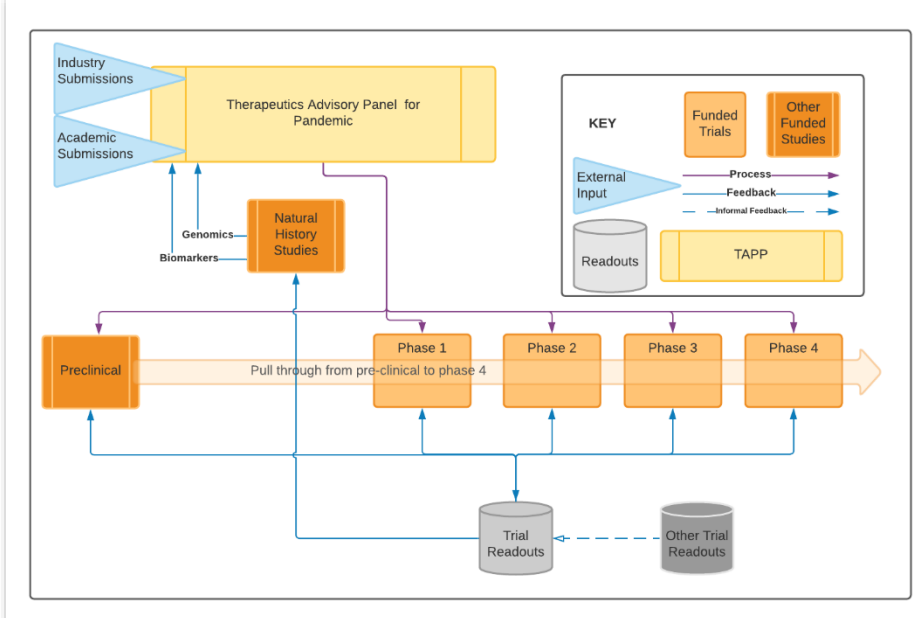 Industry
Submissions
Academic
Submissions
Therapeutics Advisory Panel for
Pandemic
KEY
Funded
Trials
Other
Funded
Studies
External
Input
Process
Feedback
Informal Feedback
Readouts
TAPP
Genomics
Biomarkers
Natural
History
Studies
Preclinical
Pull through from pre-clinical to phase 4
Phase 1
Phase 2
Phase 3
Phase 4
Trial
Readouts
Other Trial
Readouts